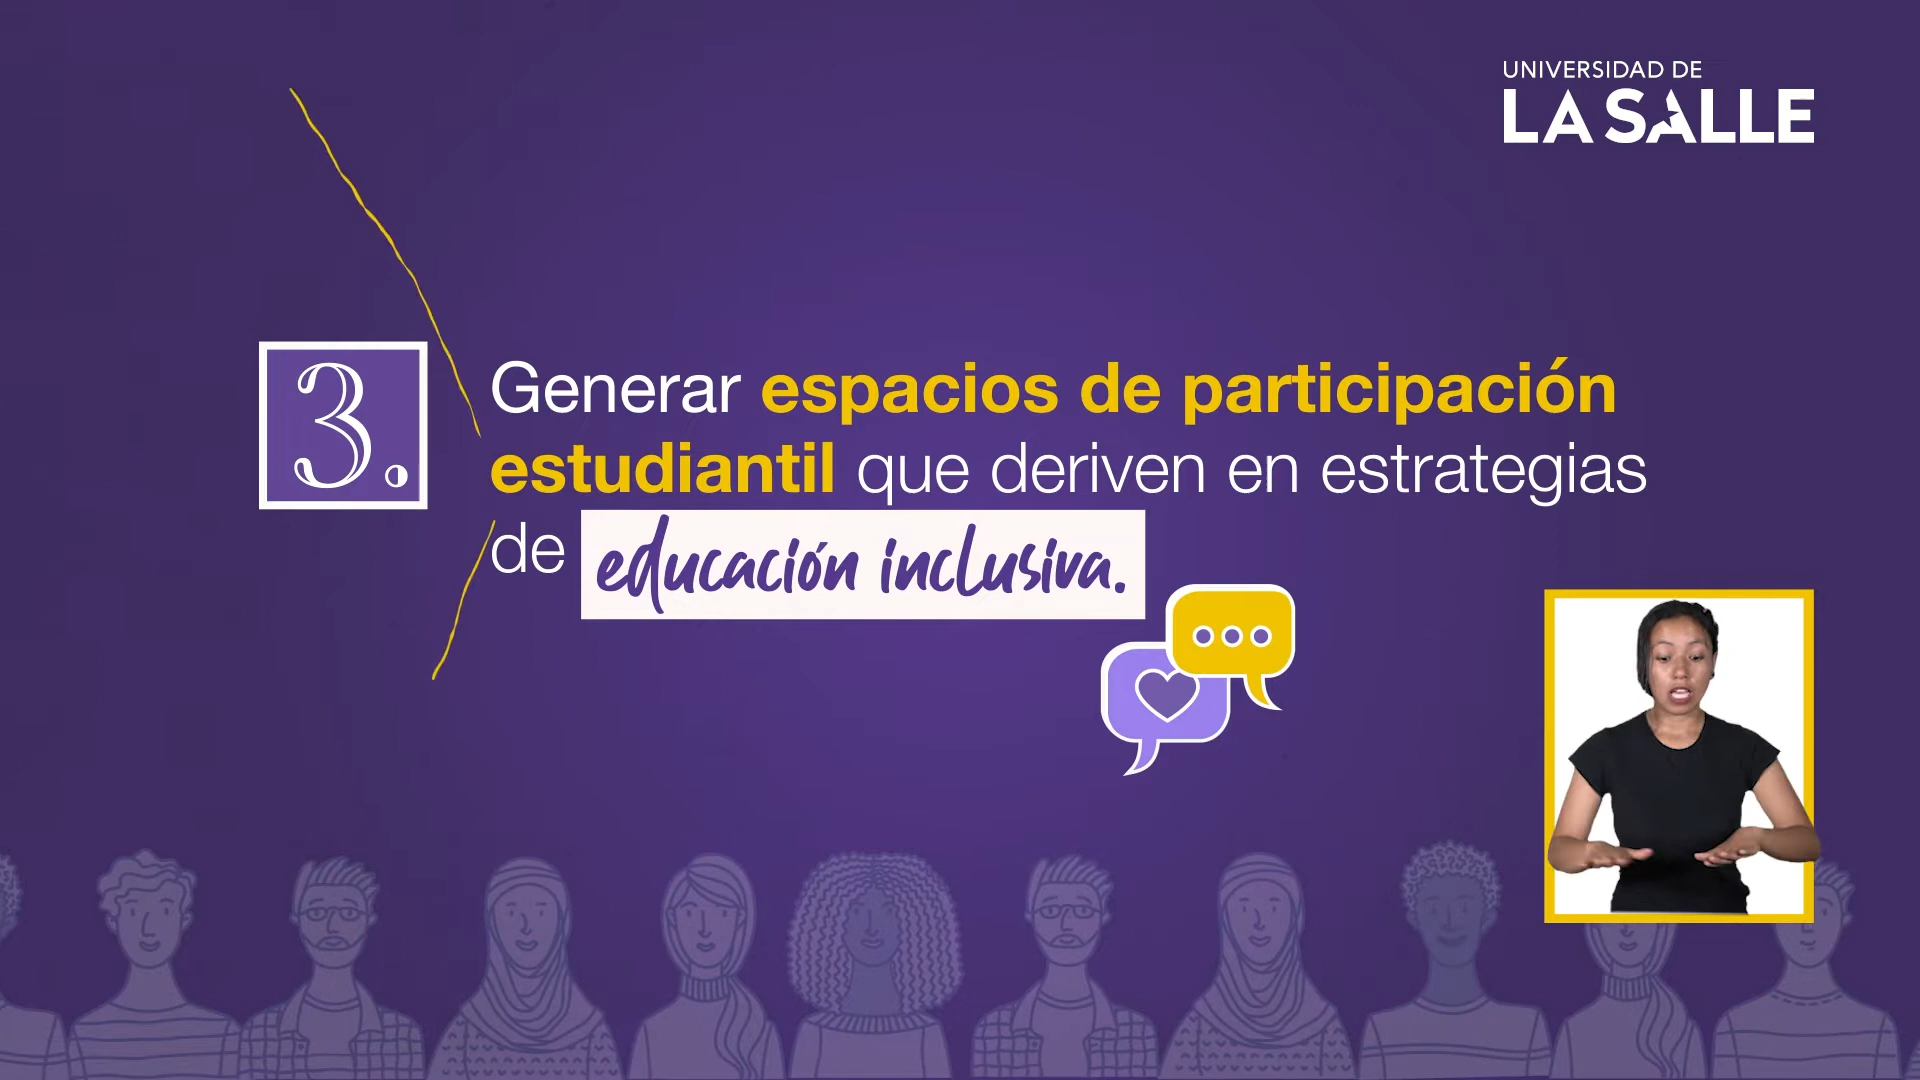 UNIVERSIDAD DE
LA SALLE
3.
Generar espacios de participación
estudiantil que deriven en estrategias
de educación inclusiva.